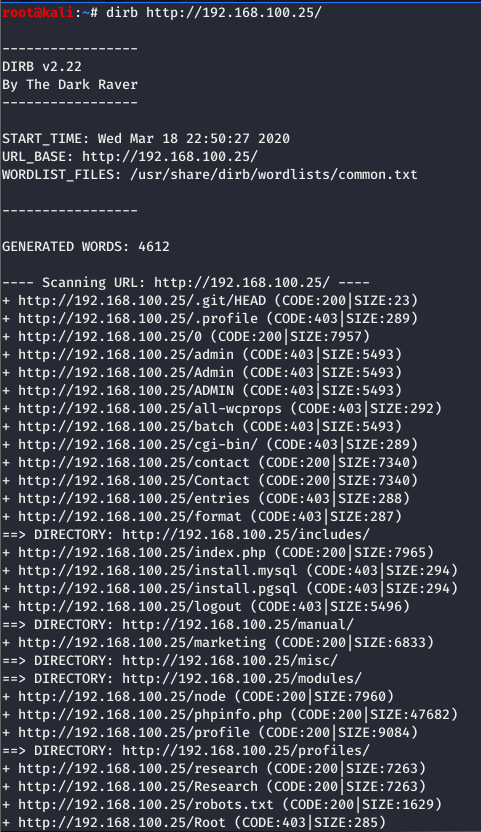 root@kali:~# dirb http://192.168.100.25/
-----------------
DIRB v2.22
By The Dark Raver
-----------------
START_TIME: Wed Mar 18 22:50:27 2020
URL_BASE: http://192.168.100.25/
WORDLIST_FILES: /usr/share/dirb/wordlists/common.txt
-----------------
GENERATED WORDS: 4612
---- Scanning URL: http://192.168.100.25/ ----
+ http://192.168.100.25/.git/HEAD (CODE:200|SIZE:23)
+ http://192.168.100.25/.profile (CODE:403|SIZE:289)
+ http://192.168.100.25/0 (CODE:200|SIZE:7957)
+ http://192.168.100.25/admin (CODE:403|SIZE:5493)
+ http://192.168.100.25/Admin (CODE:403|SIZE:5493)
+ http://192.168.100.25/ADMIN (CODE:403|SIZE:5493)
+ http://192.168.100.25/all-wcprops (CODE:403|SIZE:292)
+ http://192.168.100.25/batch (CODE:403|SIZE:5493)
+ http://192.168.100.25/cgi-bin/ (CODE:403|SIZE:289)
+ http://192.168.100.25/contact (CODE:200|SIZE:7340)
+ http://192.168.100.25/Contact (CODE:200|SIZE:7340)
+ http://192.168.100.25/entries (CODE:403|SIZE:288)
+ http://192.168.100.25/format (CODE:403|SIZE:287)
==> DIRECTORY: http://192.168.100.25/includes/
+ http://192.168.100.25/index.php (CODE:200|SIZE:7965)
+ http://192.168.100.25/install.mysql (CODE:403|SIZE:294)
+ http://192.168.100.25/install.pgsql (CODE:403|SIZE:294)
+ http://192.168.100.25/logout (CODE:403|SIZE:5496)
==> DIRECTORY: http://192.168.100.25/manual/
+ http://192.168.100.25/marketing (CODE:200|SIZE:6833)
==> DIRECTORY: http://192.168.100.25/misc/
==> DIRECTORY: http://192.168.100.25/modules/
+ http://192.168.100.25/node (CODE:200|SIZE:7960)
+ http://192.168.100.25/phpinfo.php (CODE:200|SIZE:47682)
+ http://192.168.100.25/profile (CODE:200|SIZE:9084)
==> DIRECTORY: http://192.168.100.25/profiles/
+ http://192.168.100.25/research (CODE:200|SIZE:7263)
+ http://192.168.100.25/Research (CODE:200|SIZE:7263)
+ http://192.168.100.25/robots.txt (CODE:200|SIZE:1629)
+ http://192.168.100.25/Root (CODE:403|SIZE:285)